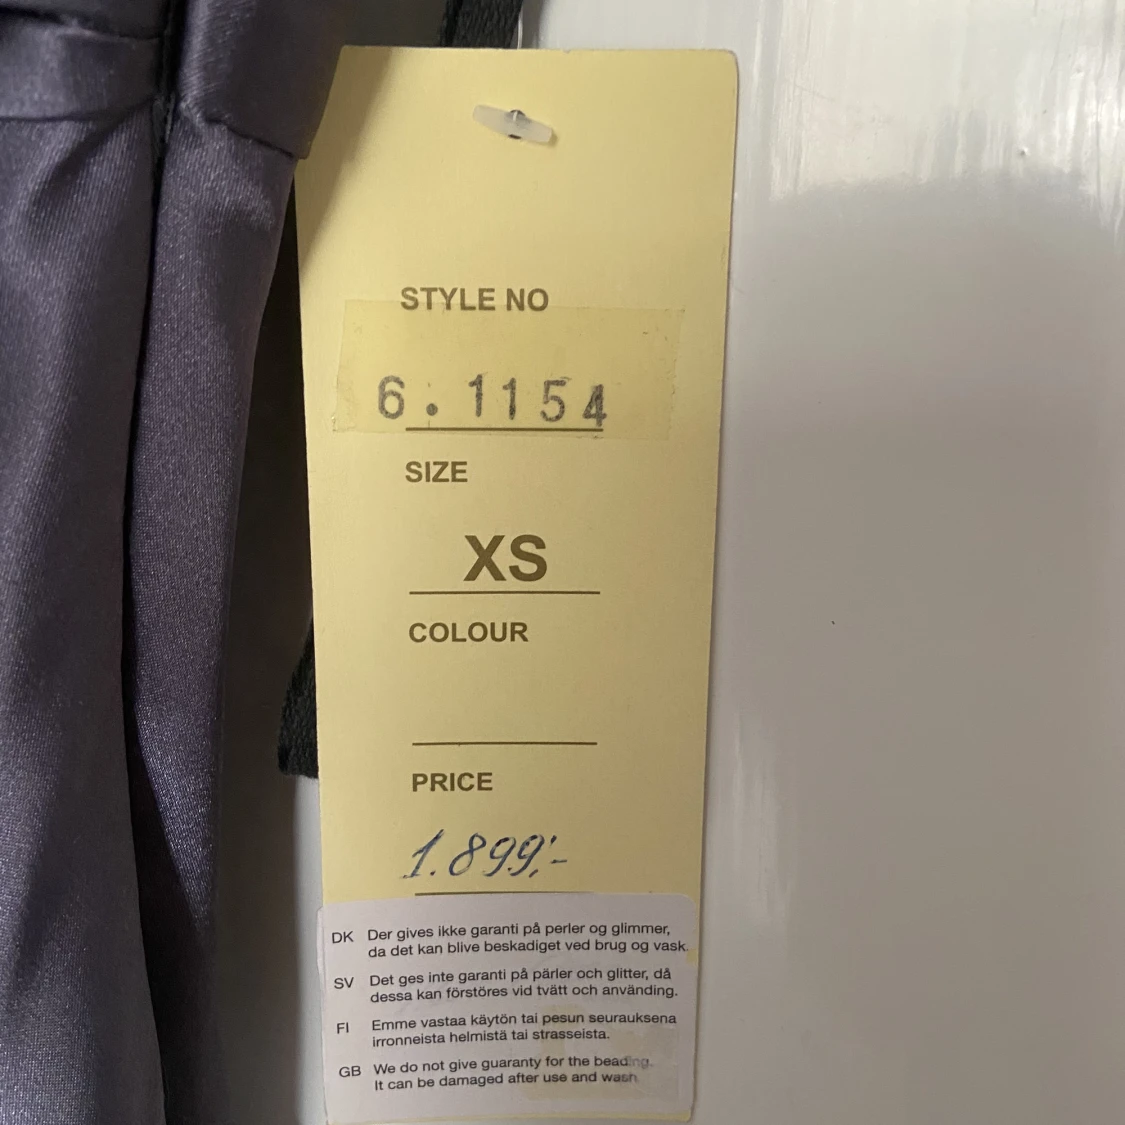 STYLE NO
6.1154
SIZE
XS
COLOUR
PRICE
1.899,-
DK Der gives ikke garanti på perler og glimmer,
da det kan blive beskadiget ved brug og vask.
SV Det ges inte garanti på pärler och glitter, då
dessa kan förstöres vid tvätt och använding.
FI Emme vastaa käytön tai pesun seurauksena
irronneista helmistä tai strasseista.
GB We do not give guaranty for the beading.
It can be damaged after use and wash